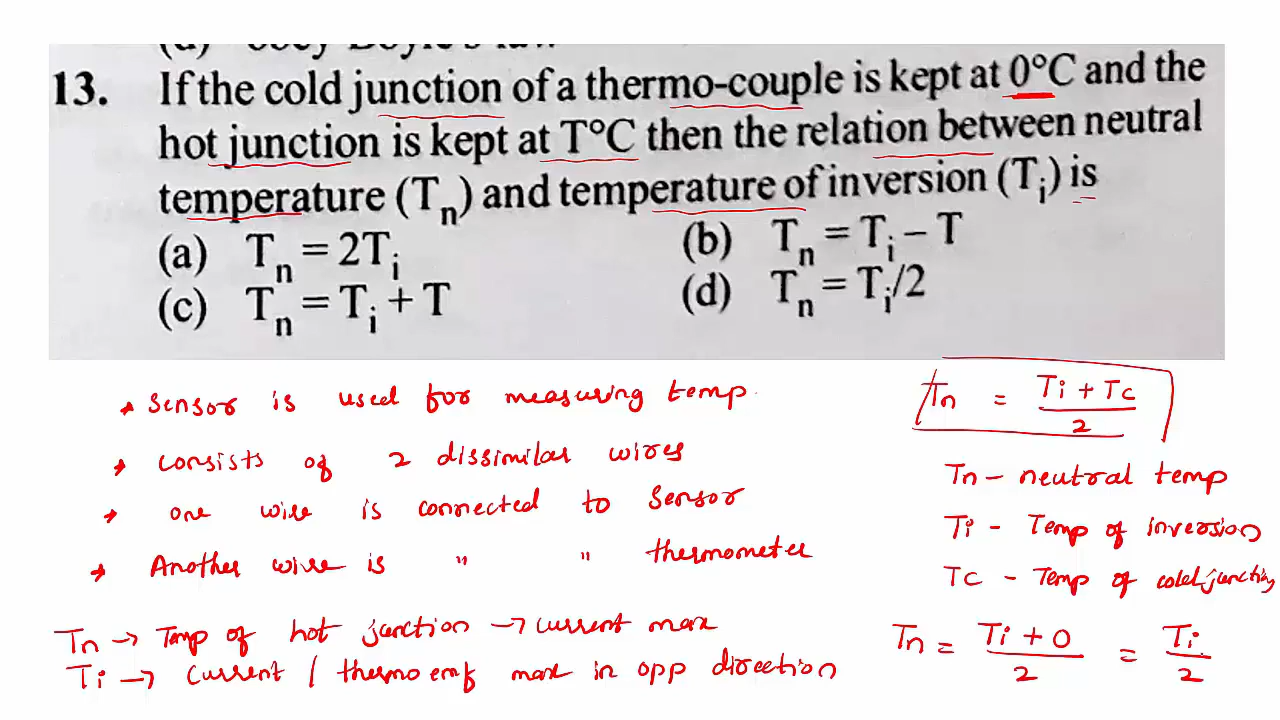 13. If the cold junction of a thermo-couple is kept at 0°C and the
hot junction is kept at T°C then the relation between neutral
temperature (Tn) and temperature of inversion (Ti) is
(a) Tn = 2Ti (b) Tn = Ti – T
(c) Tn = Ti + T (d) Tn = Ti/2
* Sensor is used for measuring temp.
* consists of 2 dissimilar wires
* one wire is connected to sensor
* Another wire is " " thermometer
Tn → Temp of hot junction → current max
Ti → current / thermo emf max in opp direction
Tn = Ti + Tc / 2
Tn – neutral temp
Ti – Temp of inversion
TC – Temp of cold junction
Tn = Ti + 0 / 2 = Ti / 2